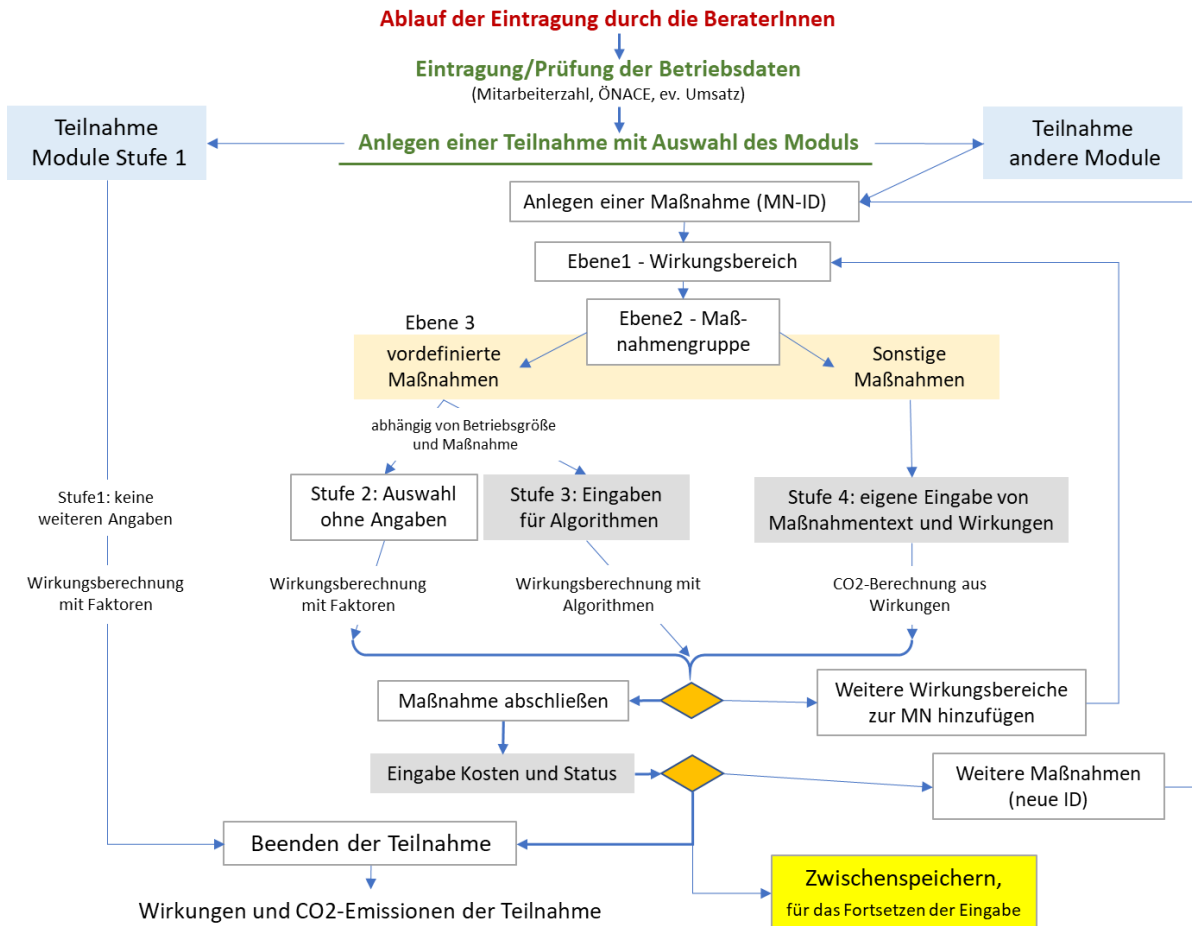 Ablauf der Eintragung durch die BeraterInnen
Eintragung/Prüfung der Betriebsdaten
(Mitarbeiterzahl, ÖNACE, ev. Umsatz)
Teilnahme
Module Stufe 1
Anlegen einer Teilnahme mit Auswahl des Moduls
Teilnahme
andere Module
Anlegen einer Maßnahme (MN-ID)
Ebene1 - Wirkungsbereich
Ebene2 - Maß-
nahmengruppe
Ebene 3
vordefinierte
Maßnahmen
Sonstige
Maßnahmen
abhängig von Betriebsgröße
und Maßnahme
Stufe1: keine
weiteren Angaben
Stufe 2: Auswahl
ohne Angaben
Stufe 3: Eingaben
für Algorithmen
Stufe 4: eigene Eingabe von
Maßnahmentext und Wirkungen
Wirkungsberechnung
mit Faktoren
Wirkungsberechnung
mit Faktoren
Wirkungsberechnung mit
Algorithmen
CO2-Berechnung aus
Wirkungen
Maßnahme abschließen
Weitere Wirkungsbereiche
zur MN hinzufügen
Eingabe Kosten und Status
Weitere Maßnahmen
(neue ID)
Beenden der Teilnahme
Wirkungen und CO2-Emissionen der Teilnahme
Zwischenspeichern,
für das Fortsetzen der Eingabe